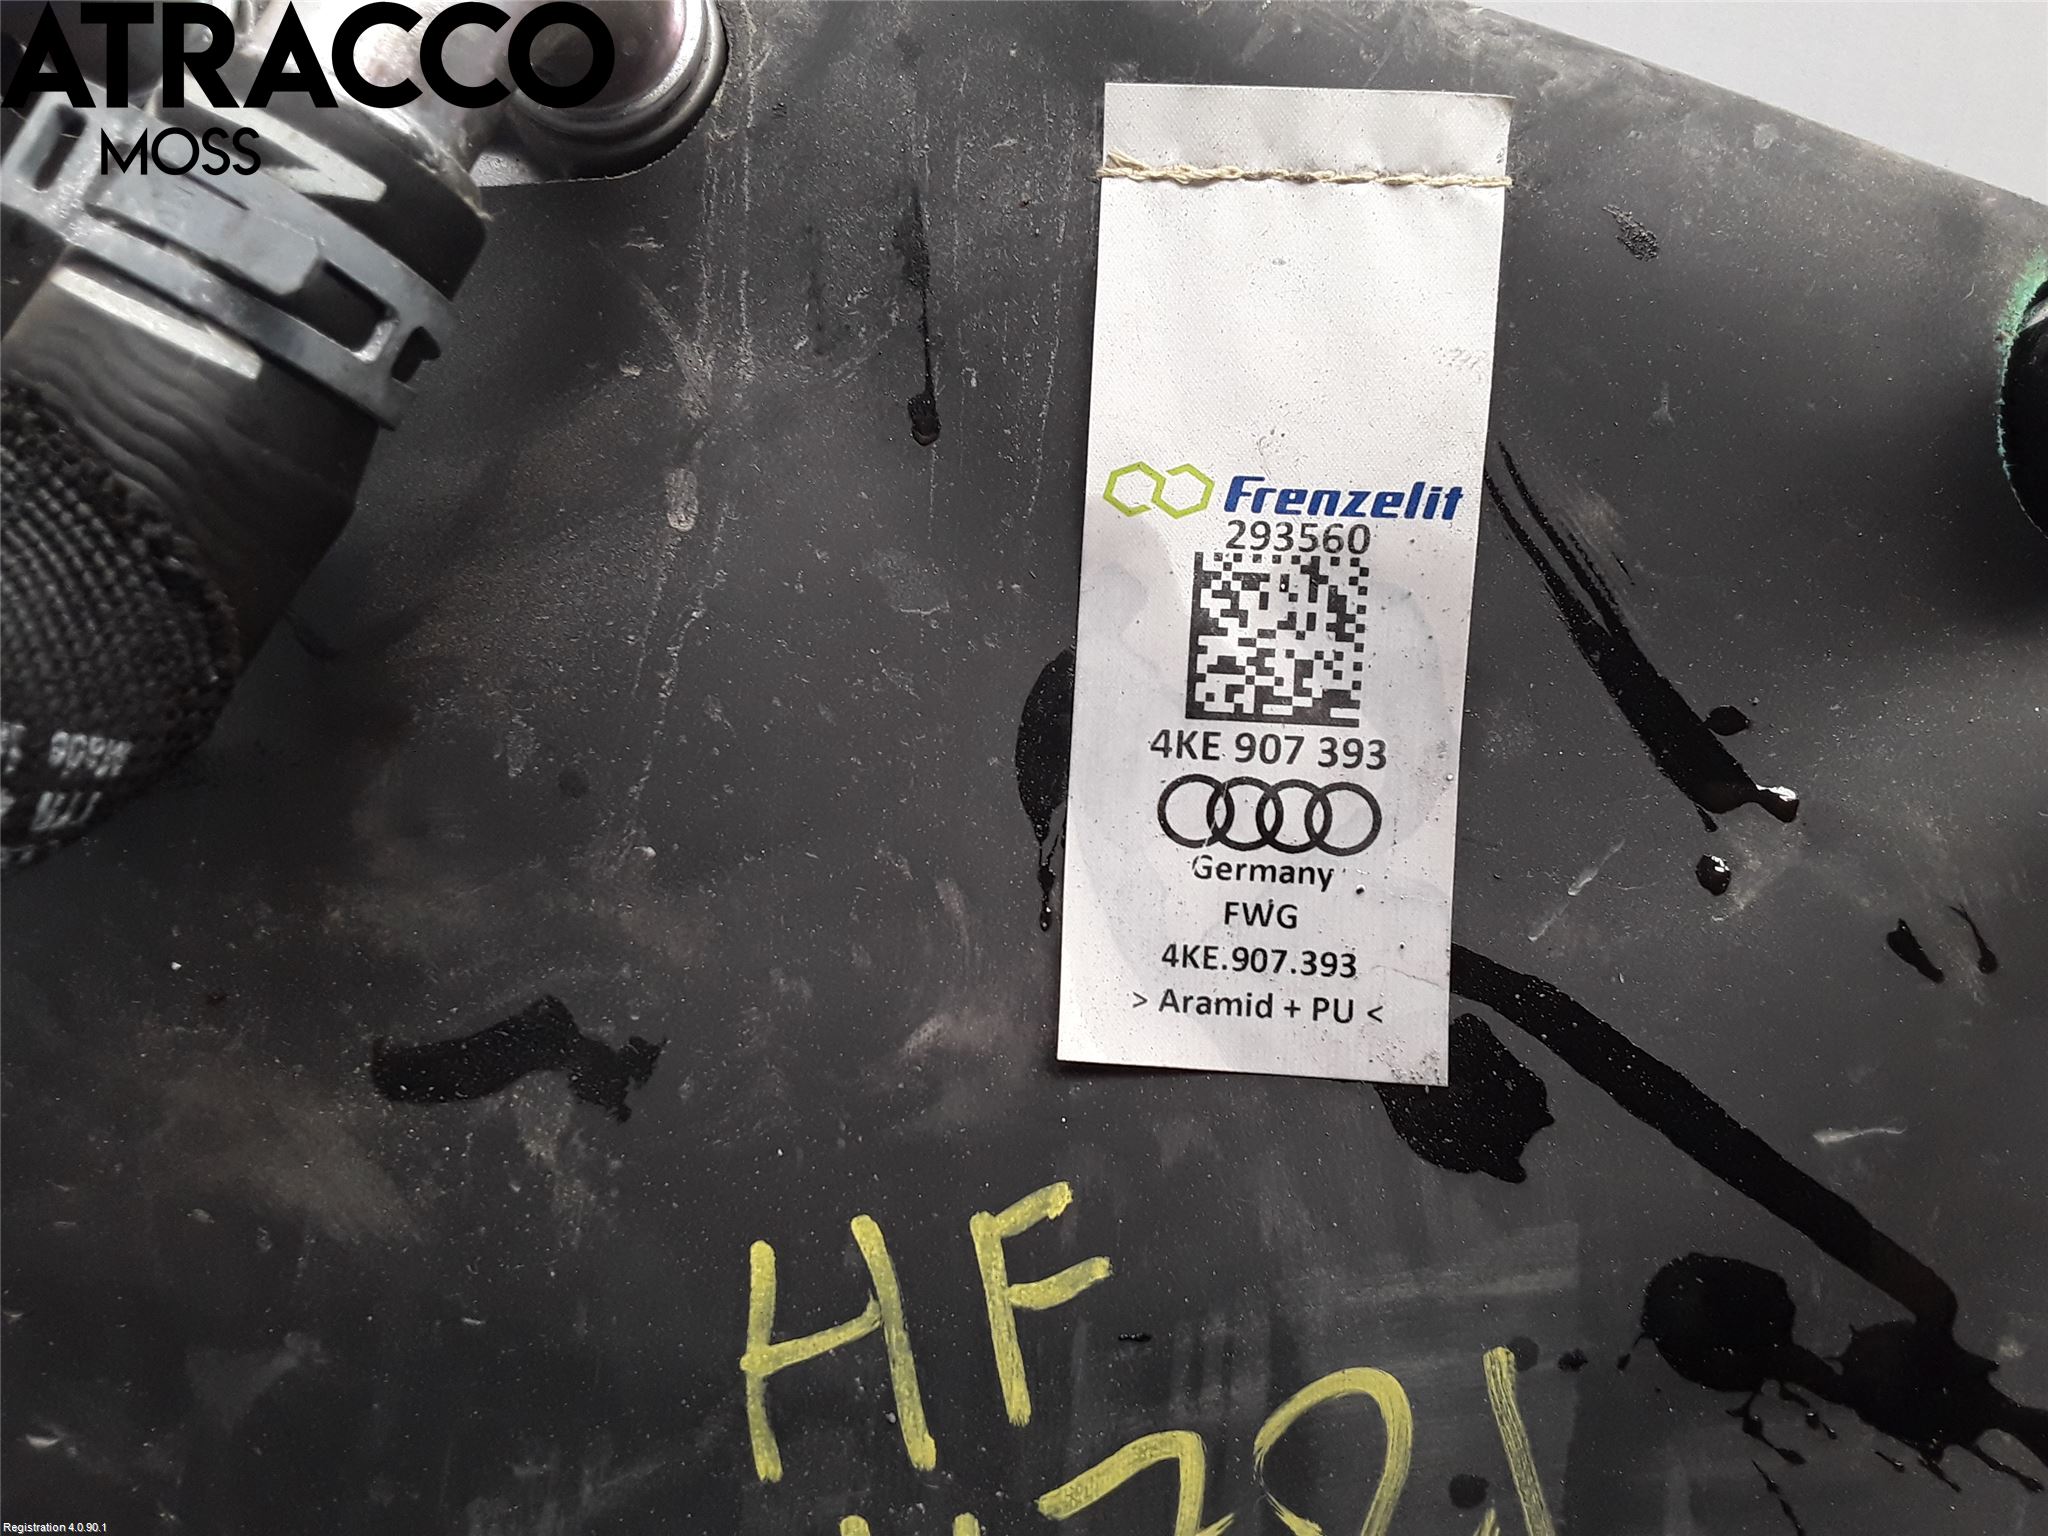 ATRACCO
MOSS
Frenzelit
293560
4KE 907 393
Germany
FWG
4KE.907.393
> Aramid + PU <
HF
Registration 4.0.90.1